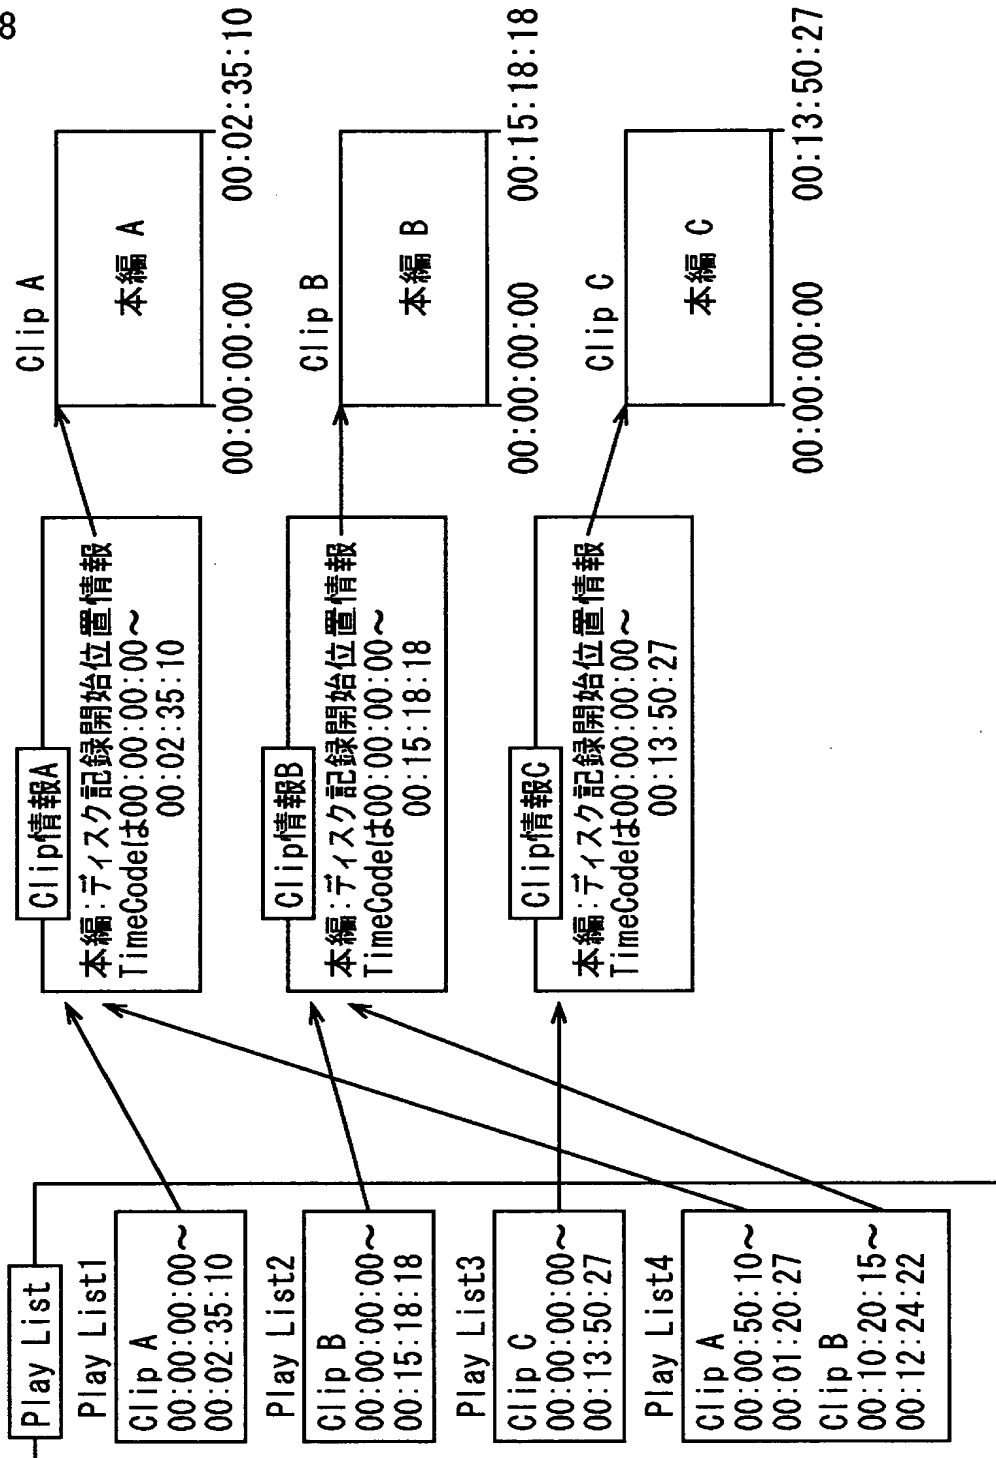 8
Play List
Play List1
Clip A
00:00:00:00~
00:02:35:10
Play List2
Clip B
00:00:00:00~
00:15:18:18
Play List3
Clip C
00:00:00:00~
00:13:50:27
Play List4
Clip A
00:00:50:10~
00:01:20:27
Clip B
00:10:20:15~
00:12:24:22
Clip情報A
本編:ディスク記録開始位置情報
TimeCodeは00:00:00:00~
00:02:35:10
Clip情報B
本編:ディスク記録開始位置情報
TimeCodeは00:00:00:00~
00:15:18:18
Clip情報C
本編:ディスク記録開始位置情報
TimeCodeは00:00:00:00~
00:13:50:27
Clip A
本編 A
00:00:00:00
00:02:35:10
Clip B
本編 B
00:00:00:00
00:15:18:18
Clip C
本編 C
00:00:00:00
00:13:50:27